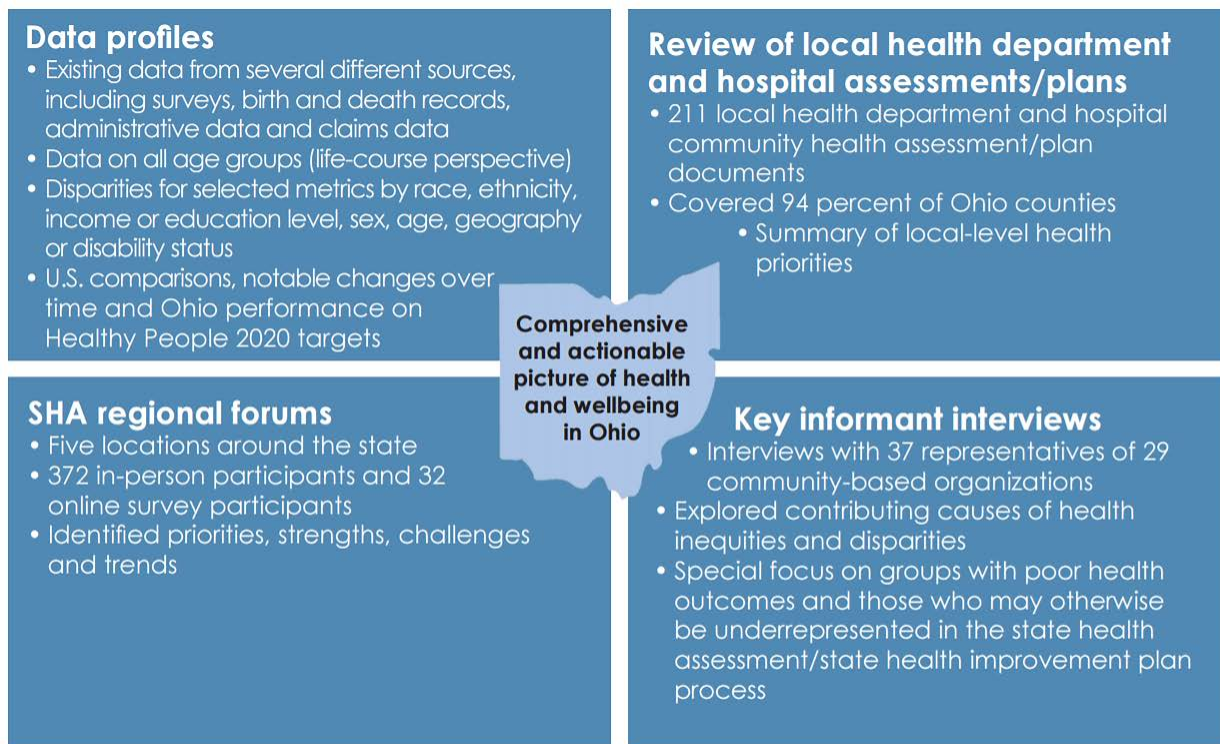 Data profiles
• Existing data from several different sources,
including surveys, birth and death records,
administrative data and claims data
• Data on all age groups (life-course perspective)
• Disparities for selected metrics by race, ethnicity,
income or education level, sex, age, geography
or disability status
• U.S. comparisons, notable changes over
time and Ohio performance on
Healthy People 2020 targets
Review of local health department
and hospital assessments/plans
• 211 local health department and hospital
community health assessment/plan
documents
• Covered 94 percent of Ohio counties
• Summary of local-level health
priorities
Comprehensive
and actionable
picture of health
and wellbeing
in Ohio
SHA regional forums
• Five locations around the state
• 372 in-person participants and 32
online survey participants
• Identified priorities, strengths, challenges
and trends
Key informant interviews
• Interviews with 37 representatives of 29
community-based organizations
• Explored contributing causes of health
inequities and disparities
• Special focus on groups with poor health
outcomes and those who may otherwise
be underrepresented in the state health
assessment/state health improvement plan
process